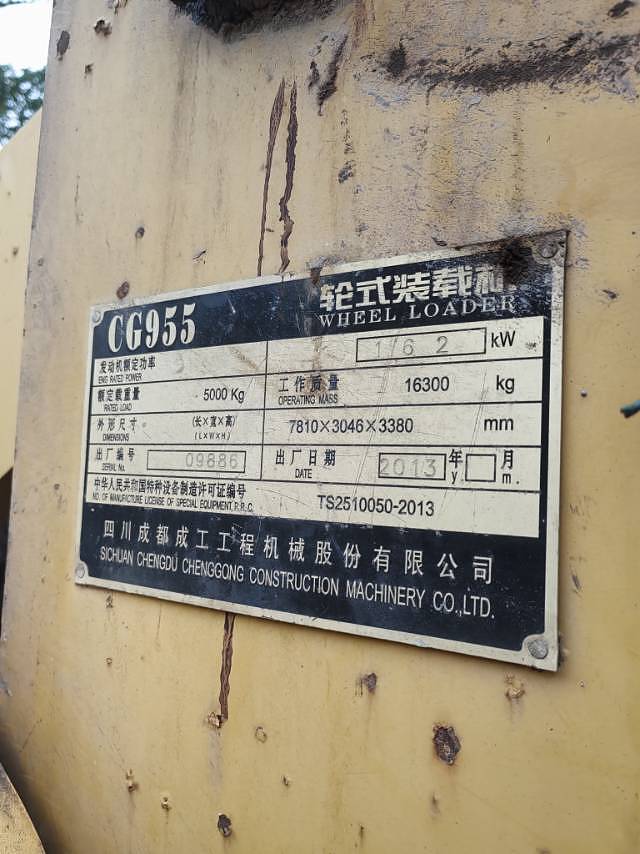 CG955 轮式装载机
WHEEL LOADER
发动机额定功率 162 kW
ENG RATED POWER
额定载重量 5000 Kg 工作质量 16300 kg
RATED LOAD OPERATING MASS
外形尺寸 (长×宽×高) 7810×3046×3380 mm
DIMENSIONS (L×W×H)
出厂编号 09886 出厂日期 2013 年 月
SERIAL No. DATE y m.
中华人民共和国特种设备制造许可证编号 TS2510050-2013
NO. OF MANUFACTURE LICENSE OF SPECIAL EQUIPMENT, P.R.C.
四川成都成工工程机械股份有限公司
SICHUAN CHENGDU CHENGGONG CONSTRUCTION MACHINERY CO.,LTD.